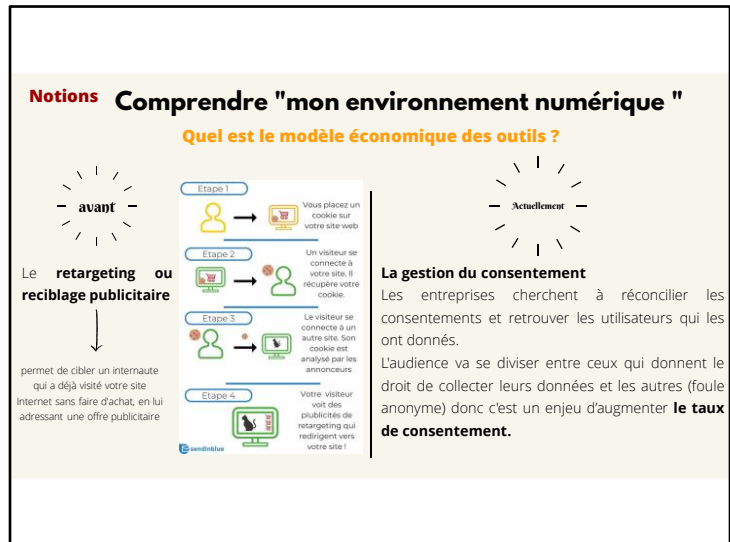 Notions
Comprendre "mon environnement numérique "
Quel est le modèle économique des outils ?
avant
Le retargeting ou
reciblage publicitaire
permet de cibler un internaute
qui a déjà visité votre site
Internet sans faire d'achat, en lui
adressant une offre publicitaire
Etape 1
Vous placez un
cookie sur
votre site web
Etape 2
Un visiteur se
connecte à
votre site. Il
récupère votre
cookie.
Etape 3
Le visiteur se
connecte à un
autre site. Son
cookie est
analysé par les
annonceurs
Etape 4
Votre visiteur
voit des
plublicités de
retargeting qui
redirigent vers
votre site !
sendinblue
Actuellement
La gestion du consentement
Les entreprises cherchent à réconcilier les
consentements et retrouver les utilisateurs qui les
ont donnés.
L'audience va se diviser entre ceux qui donnent le
droit de collecter leurs données et les autres (foule
anonyme) donc c'est un enjeu d'augmenter le taux
de consentement.